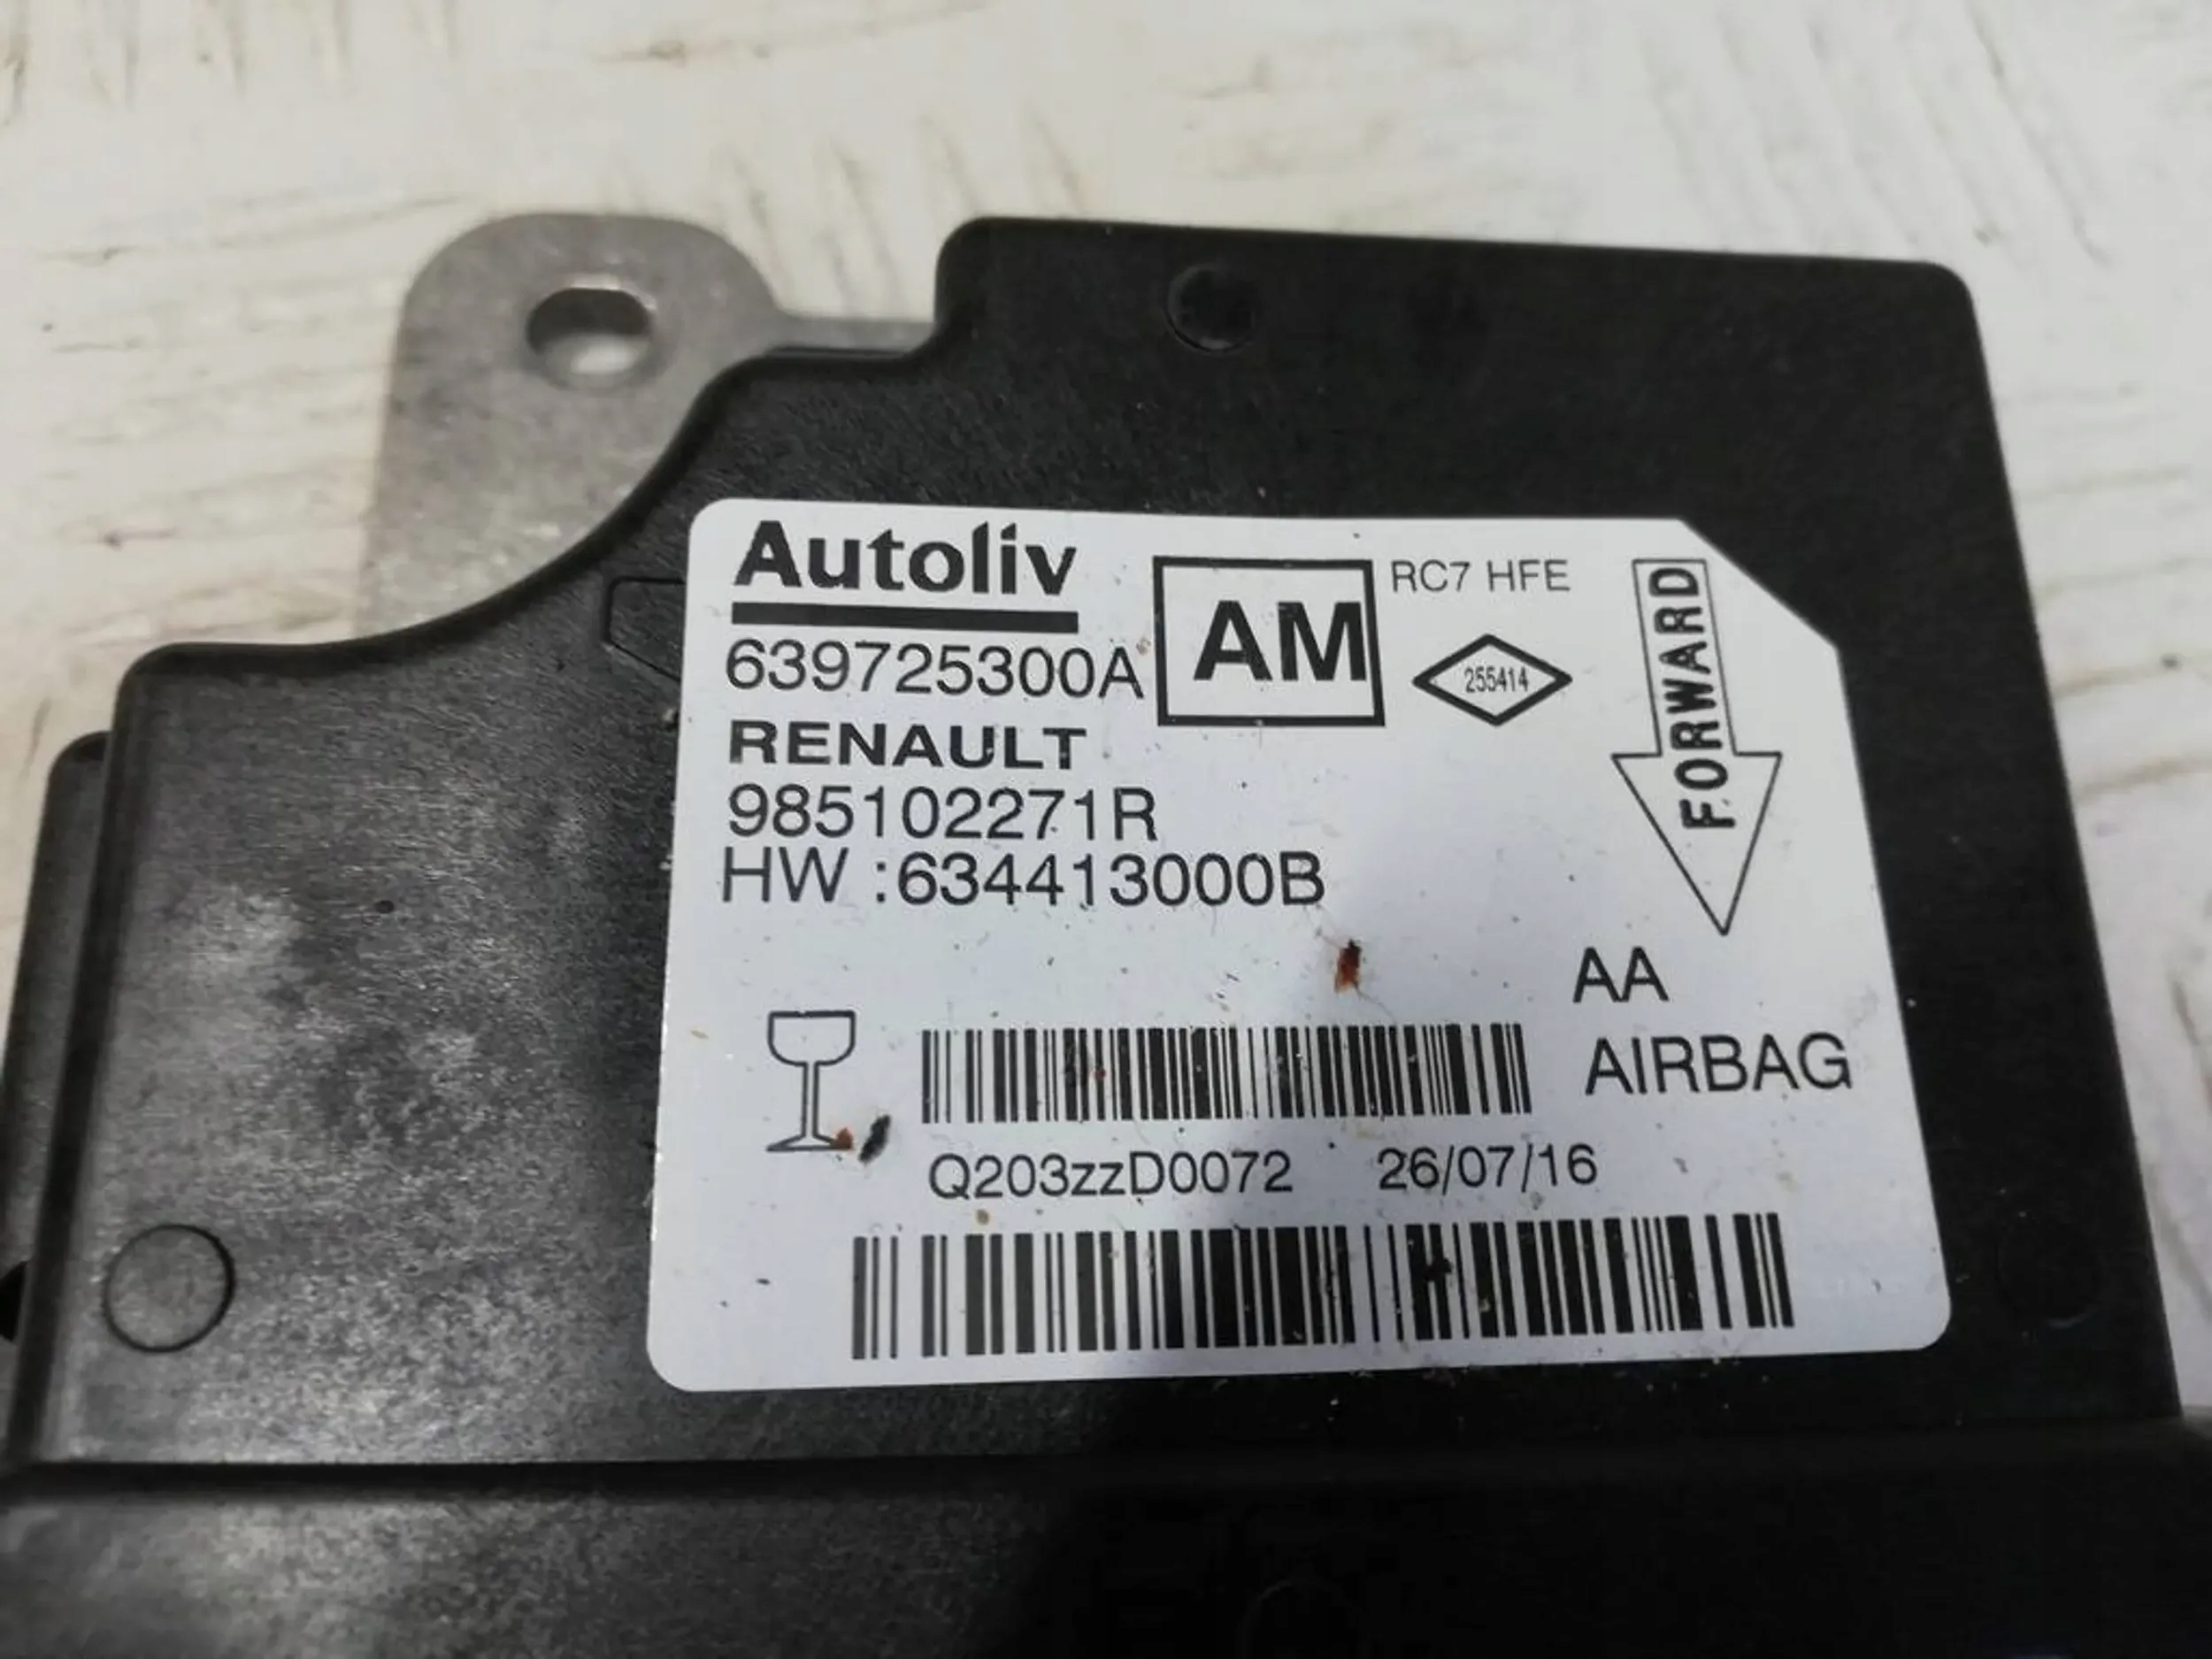 Autoliv
639725300A
AM
RC7 HFE
255414
FORWARD
RENAULT
985102271R
HW :634413000B
AA
AIRBAG
Q203zzD0072 26/07/16